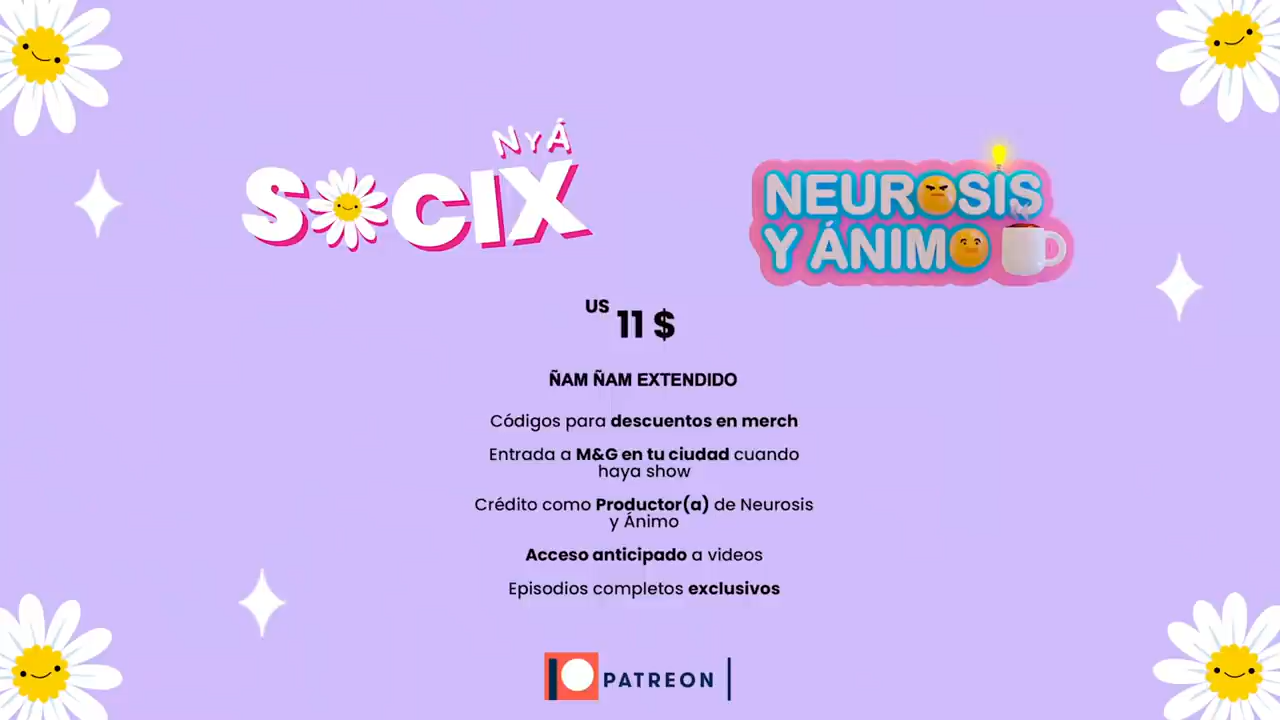 NyÁ
SOCIX
NEUROSIS
Y ÁNIMO
US 11 $
ÑAM ÑAM EXTENDIDO
Códigos para descuentos en merch
Entrada a M&G en tu ciudad cuando
haya show
Crédito como Productor(a) de Neurosis
y Ánimo
Acceso anticipado a videos
Episodios completos exclusivos
PATREON